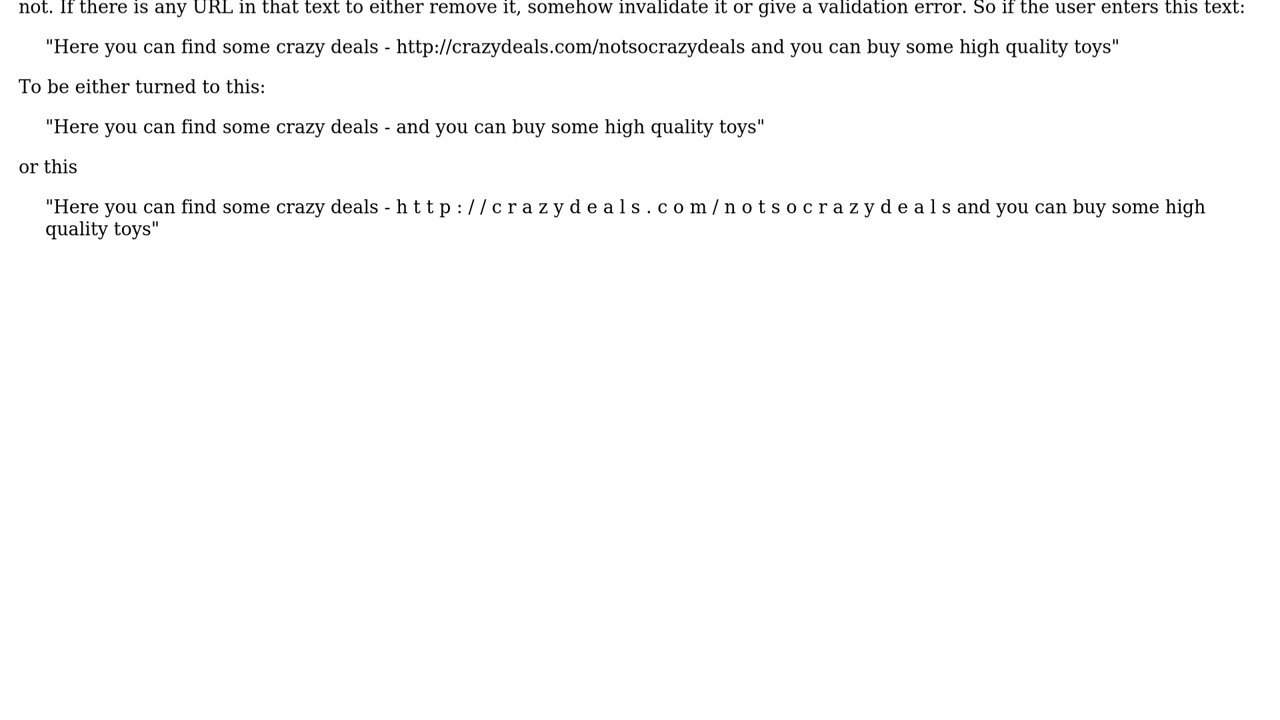 not. If there is any URL in that text to either remove it, somehow invalidate it or give a validation error. So if the user enters this text:
"Here you can find some crazy deals - http://crazydeals.com/notsocrazydeals and you can buy some high quality toys"
To be either turned to this:
"Here you can find some crazy deals - and you can buy some high quality toys"
or this
"Here you can find some crazy deals - h t t p : / / c r a z y d e a l s . c o m / n o t s o c r a z y d e a l s and you can buy some high
quality toys"